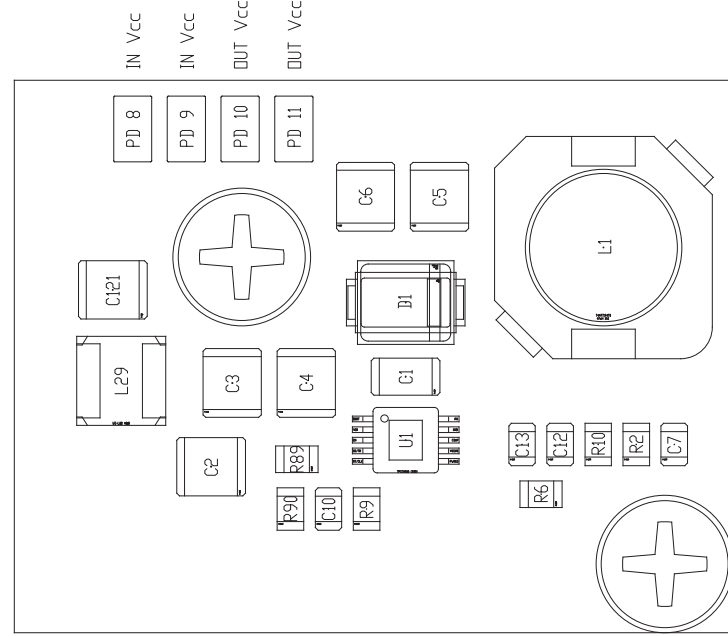 IN Vcc
IN Vcc
OUT Vcc
OUT Vcc
PD 8
PD 9
PD 10
PD 11
C6
C5
L1
C121
D1
L29
C3
C4
C1
U1
C2
R89
C13
C12
R10
R2
C7
R90
C10
R9
R6